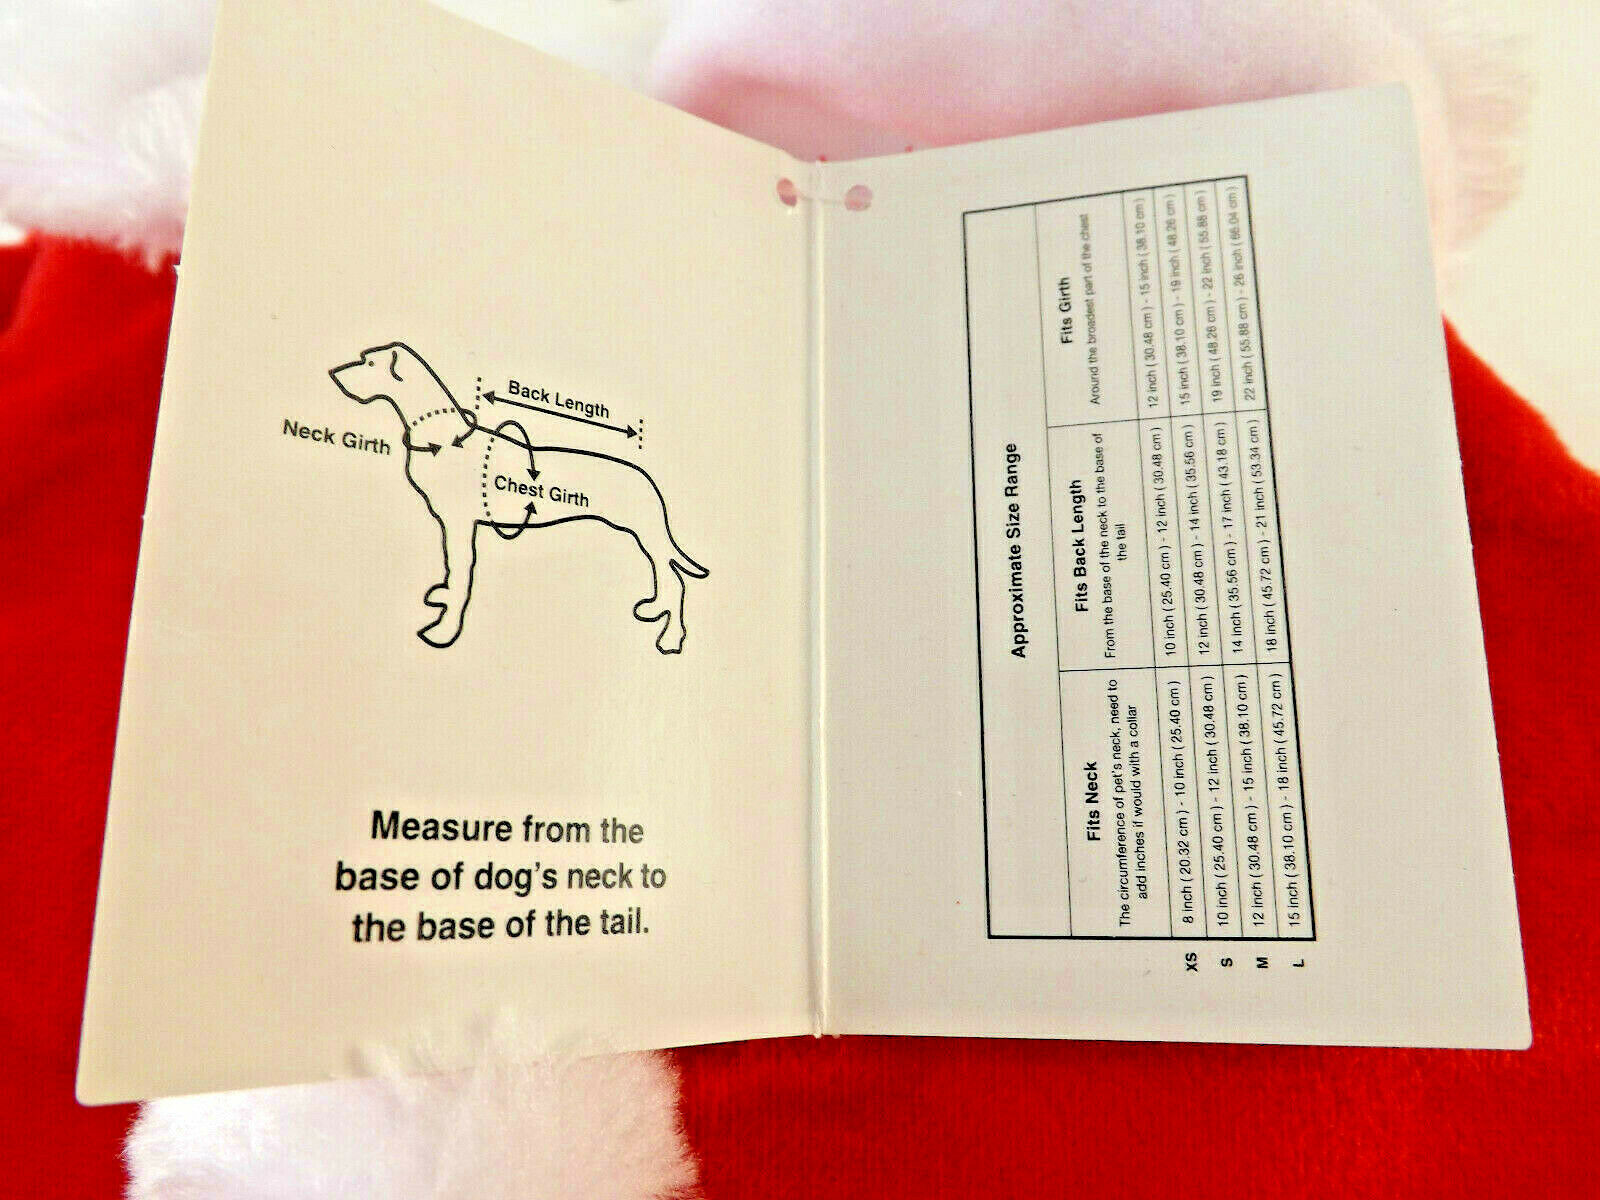 Back Length
Neck Girth
Chest Girth
Measure from the
base of dog's neck to
the base of the tail.
Approximate Size Range
Fits Neck
The circumference of pet's neck, need to
add inches if would with a collar
Fits Back Length
From the base of the neck to the base of
the tail
Fits Girth
Around the broadest part of the chest
XS 8 inch ( 20.32 cm ) - 10 inch ( 25.40 cm ) 10 inch ( 25.40 cm ) - 12 inch ( 30.48 cm ) 12 inch ( 30.48 cm ) - 15 inch ( 38.10 cm )
S 10 inch ( 25.40 cm ) - 12 inch ( 30.48 cm ) 12 inch ( 30.48 cm ) - 14 inch ( 35.56 cm ) 15 inch ( 38.10 cm ) - 19 inch ( 48.26 cm )
M 12 inch ( 30.48 cm ) - 15 inch ( 38.10 cm ) 14 inch ( 35.56 cm ) - 17 inch ( 43.18 cm ) 19 inch ( 48.26 cm ) - 22 inch ( 55.88 cm )
L 15 inch ( 38.10 cm ) - 18 inch ( 45.72 cm ) 18 inch ( 45.72 cm ) - 21 inch ( 53.34 cm ) 22 inch ( 55.88 cm ) - 26 inch ( 66.04 cm )